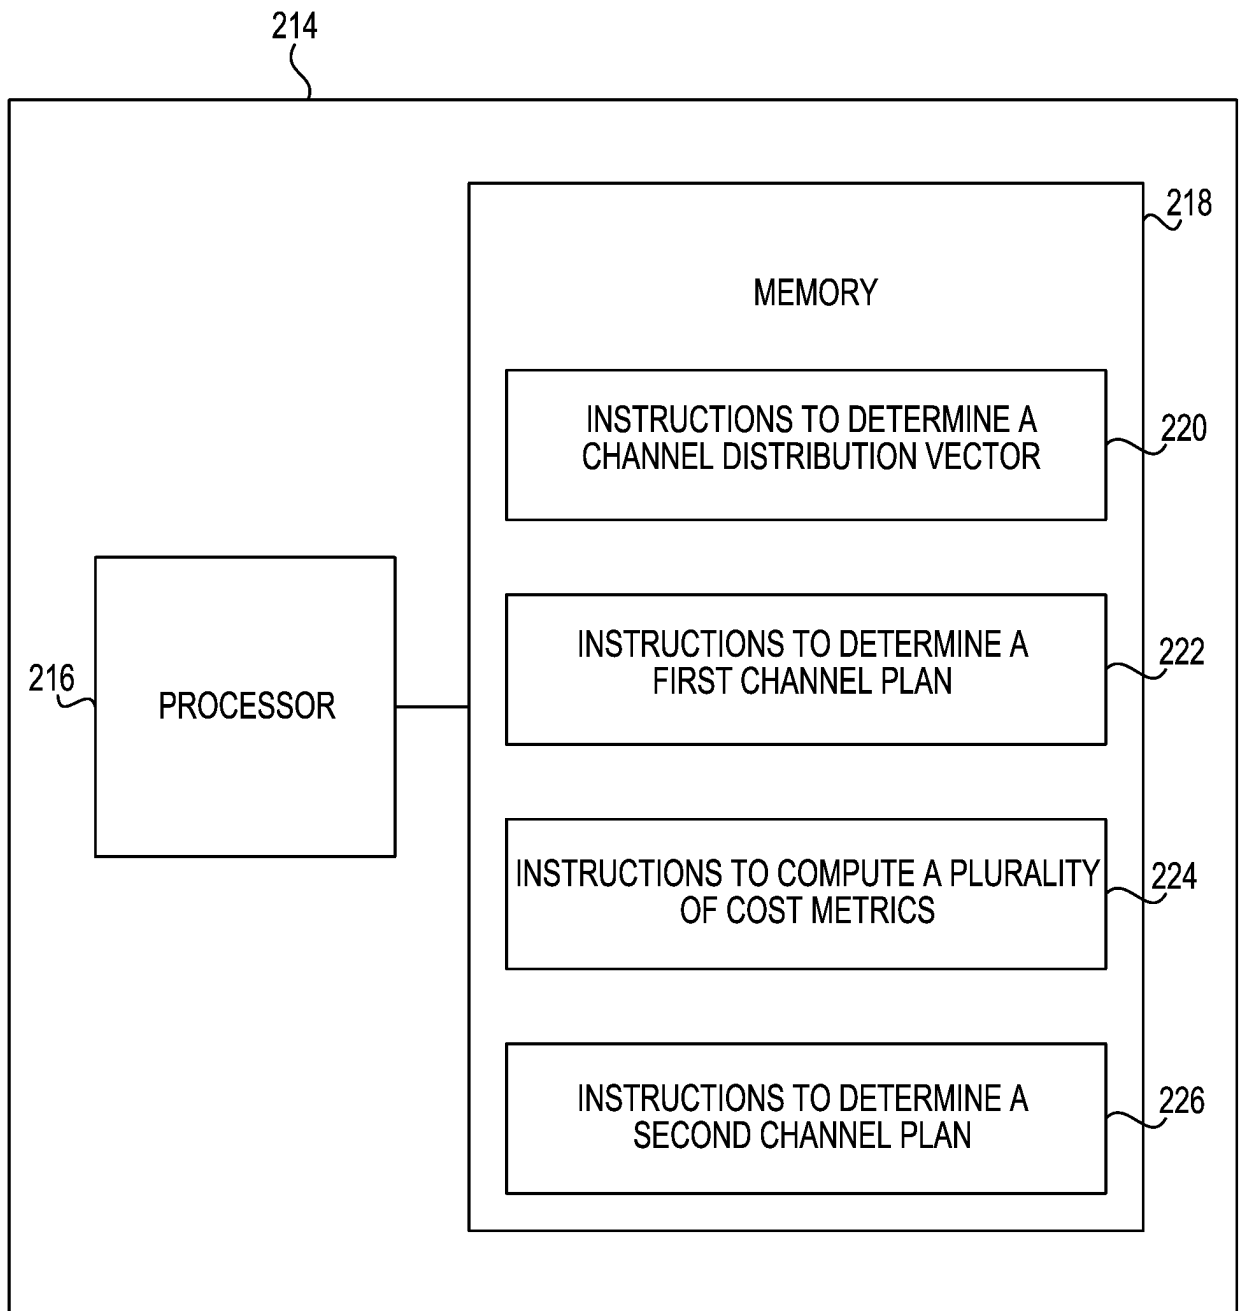 214
218
MEMORY
INSTRUCTIONS TO DETERMINE A
CHANNEL DISTRIBUTION VECTOR
220
INSTRUCTIONS TO DETERMINE A
FIRST CHANNEL PLAN
222
216
PROCESSOR
INSTRUCTIONS TO COMPUTE A PLURALITY
OF COST METRICS
224
INSTRUCTIONS TO DETERMINE A
SECOND CHANNEL PLAN
226